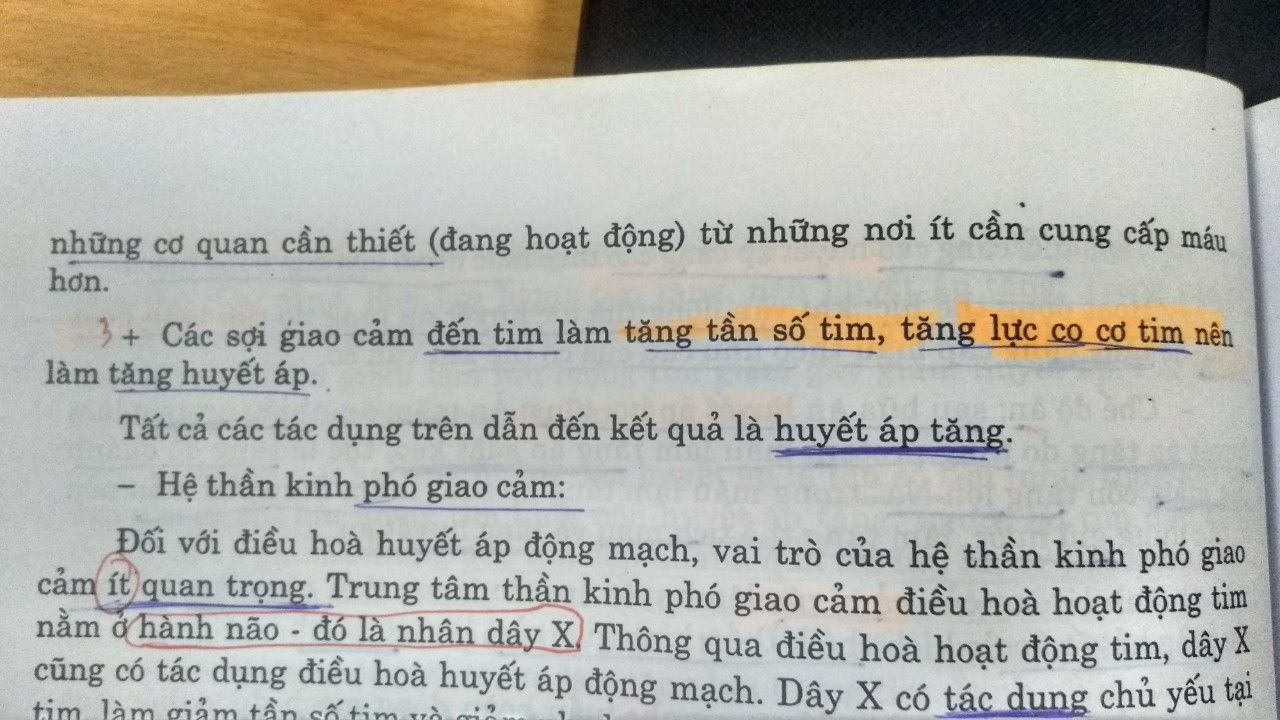 những cơ quan cần thiết (đang hoạt động) từ những nơi ít cần cung cấp máu
hơn.
3 + Các sợi giao cảm đến tim làm tăng tần số tim, tăng lực co cơ tim nên
làm tăng huyết áp.
Tất cả các tác dụng trên dẫn đến kết quả là huyết áp tăng.
– Hệ thần kinh phó giao cảm:
Đối với điều hoà huyết áp động mạch, vai trò của hệ thần kinh phó giao
cảm ít quan trọng. Trung tâm thần kinh phó giao cảm điều hoà hoạt động tim
nằm ở hành não - đó là nhân dây X. Thông qua điều hoà hoạt động tim, dây X
cũng có tác dụng điều hoà huyết áp động mạch. Dây X có tác dụng chủ yếu tại
tim, làm giảm tần số tim và giảm